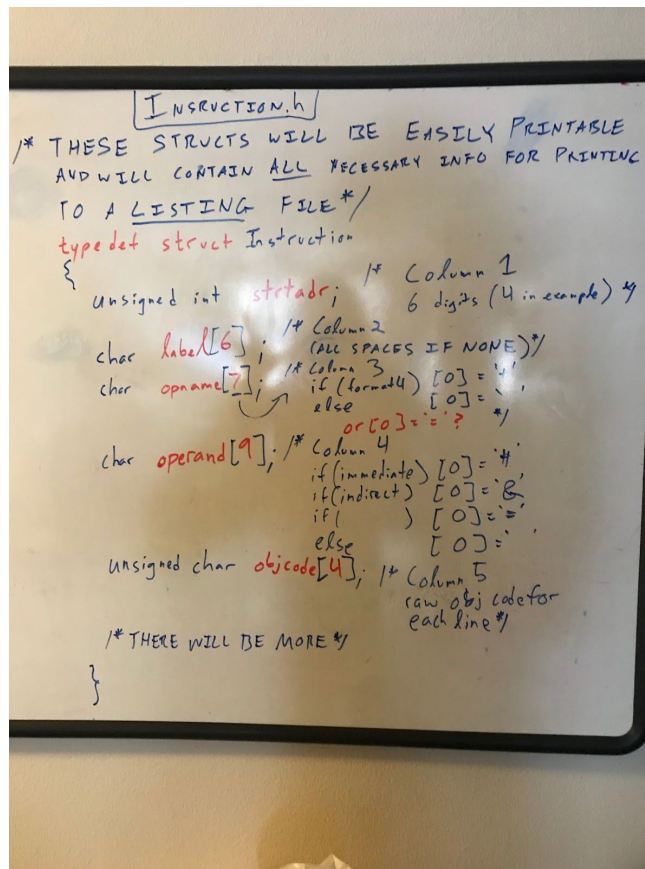 INSRUCTION.h
/* THESE STRUCTS WILL BE EASILY PRINTABLE
AND WILL CONTAIN ALL NECESSARY INFO FOR PRINTING
TO A LISTING FILE */
typedef struct Instruction
{
unsigned int strtadr; /* Column 1
6 digits (4 in example) */
char label[6]; /* Column 2
(ALL SPACES IF NONE) */
char opname[7]; /* Column 3
if (format4) [0] = '+'
else [0] = ' '
or [0] = '=' ? */
char operand[9]; /* Column 4
if (immediate) [0] = '#'
if (indirect) [0] = '&
if ( ) [0] = '='
else [0] = '
unsigned char objcode[4]; /* Column 5
raw obj code for
each line */
/* THERE WILL BE MORE */
}